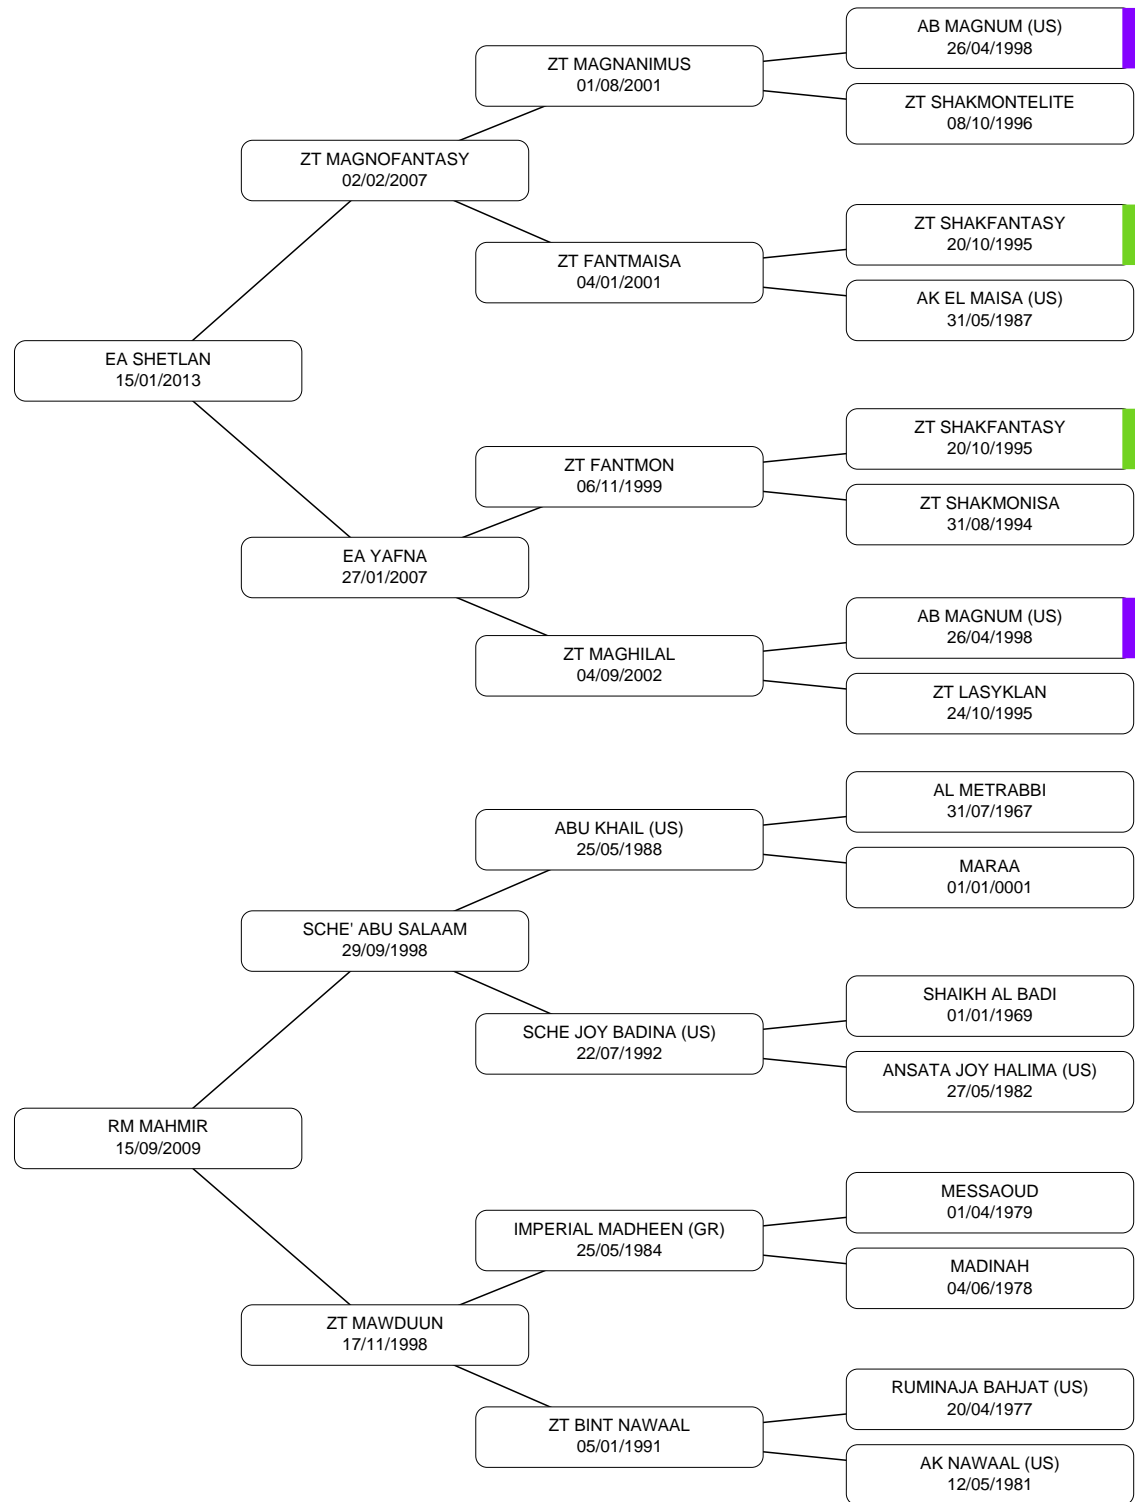 AB MAGNUM (US)
26/04/1998
ZT MAGNANIMUS
01/08/2001
ZT SHAKMONTELITE
08/10/1996
ZT MAGNOFANTASY
02/02/2007
ZT SHAKFANTASY
20/10/1995
ZT FANTMAISA
04/01/2001
AK EL MAISA (US)
31/05/1987
EA SHETLAN
15/01/2013
ZT SHAKFANTASY
20/10/1995
ZT FANTMON
06/11/1999
ZT SHAKMONISA
31/08/1994
EA YAFNA
27/01/2007
AB MAGNUM (US)
26/04/1998
ZT MAGHILAL
04/09/2002
ZT LASYKLAN
24/10/1995
AL METRABBI
31/07/1967
ABU KHAIL (US)
25/05/1988
MARAA
01/01/0001
SCHE' ABU SALAAM
29/09/1998
SHAIKH AL BADI
01/01/1969
SCHE JOY BADINA (US)
22/07/1992
ANSATA JOY HALIMA (US)
27/05/1982
RM MAHMIR
15/09/2009
MESSAOUD
01/04/1979
IMPERIAL MADHEEN (GR)
25/05/1984
MADINAH
04/06/1978
ZT MAWDUUN
17/11/1998
RUMINAJA BAHJAT (US)
20/04/1977
ZT BINT NAWAAL
05/01/1991
AK NAWAAL (US)
12/05/1981